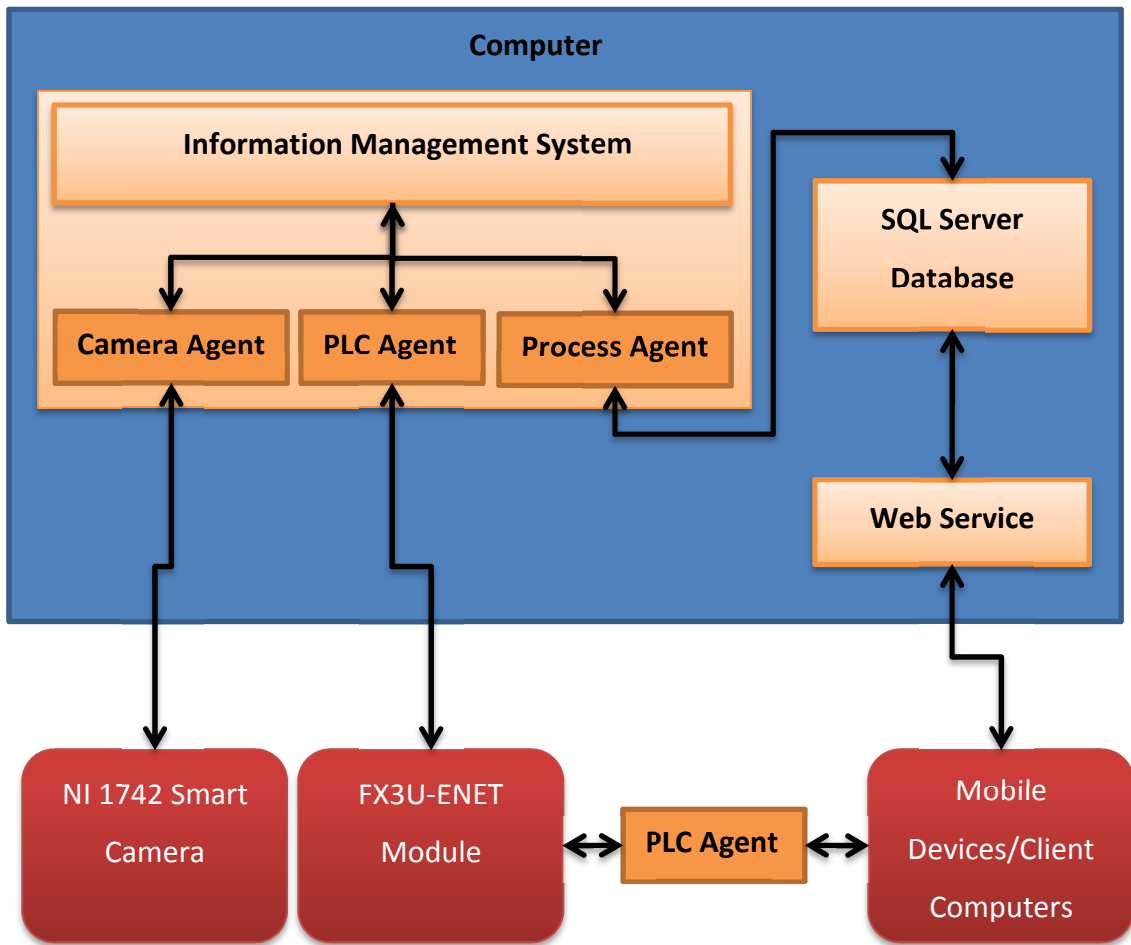 Computer
Information Management System
SQL Server
Database
Camera Agent
PLC Agent
Process Agent
Web Service
NI 1742 Smart
Camera
FX3U-ENET
Module
PLC Agent
Mobile
Devices/Client
Computers